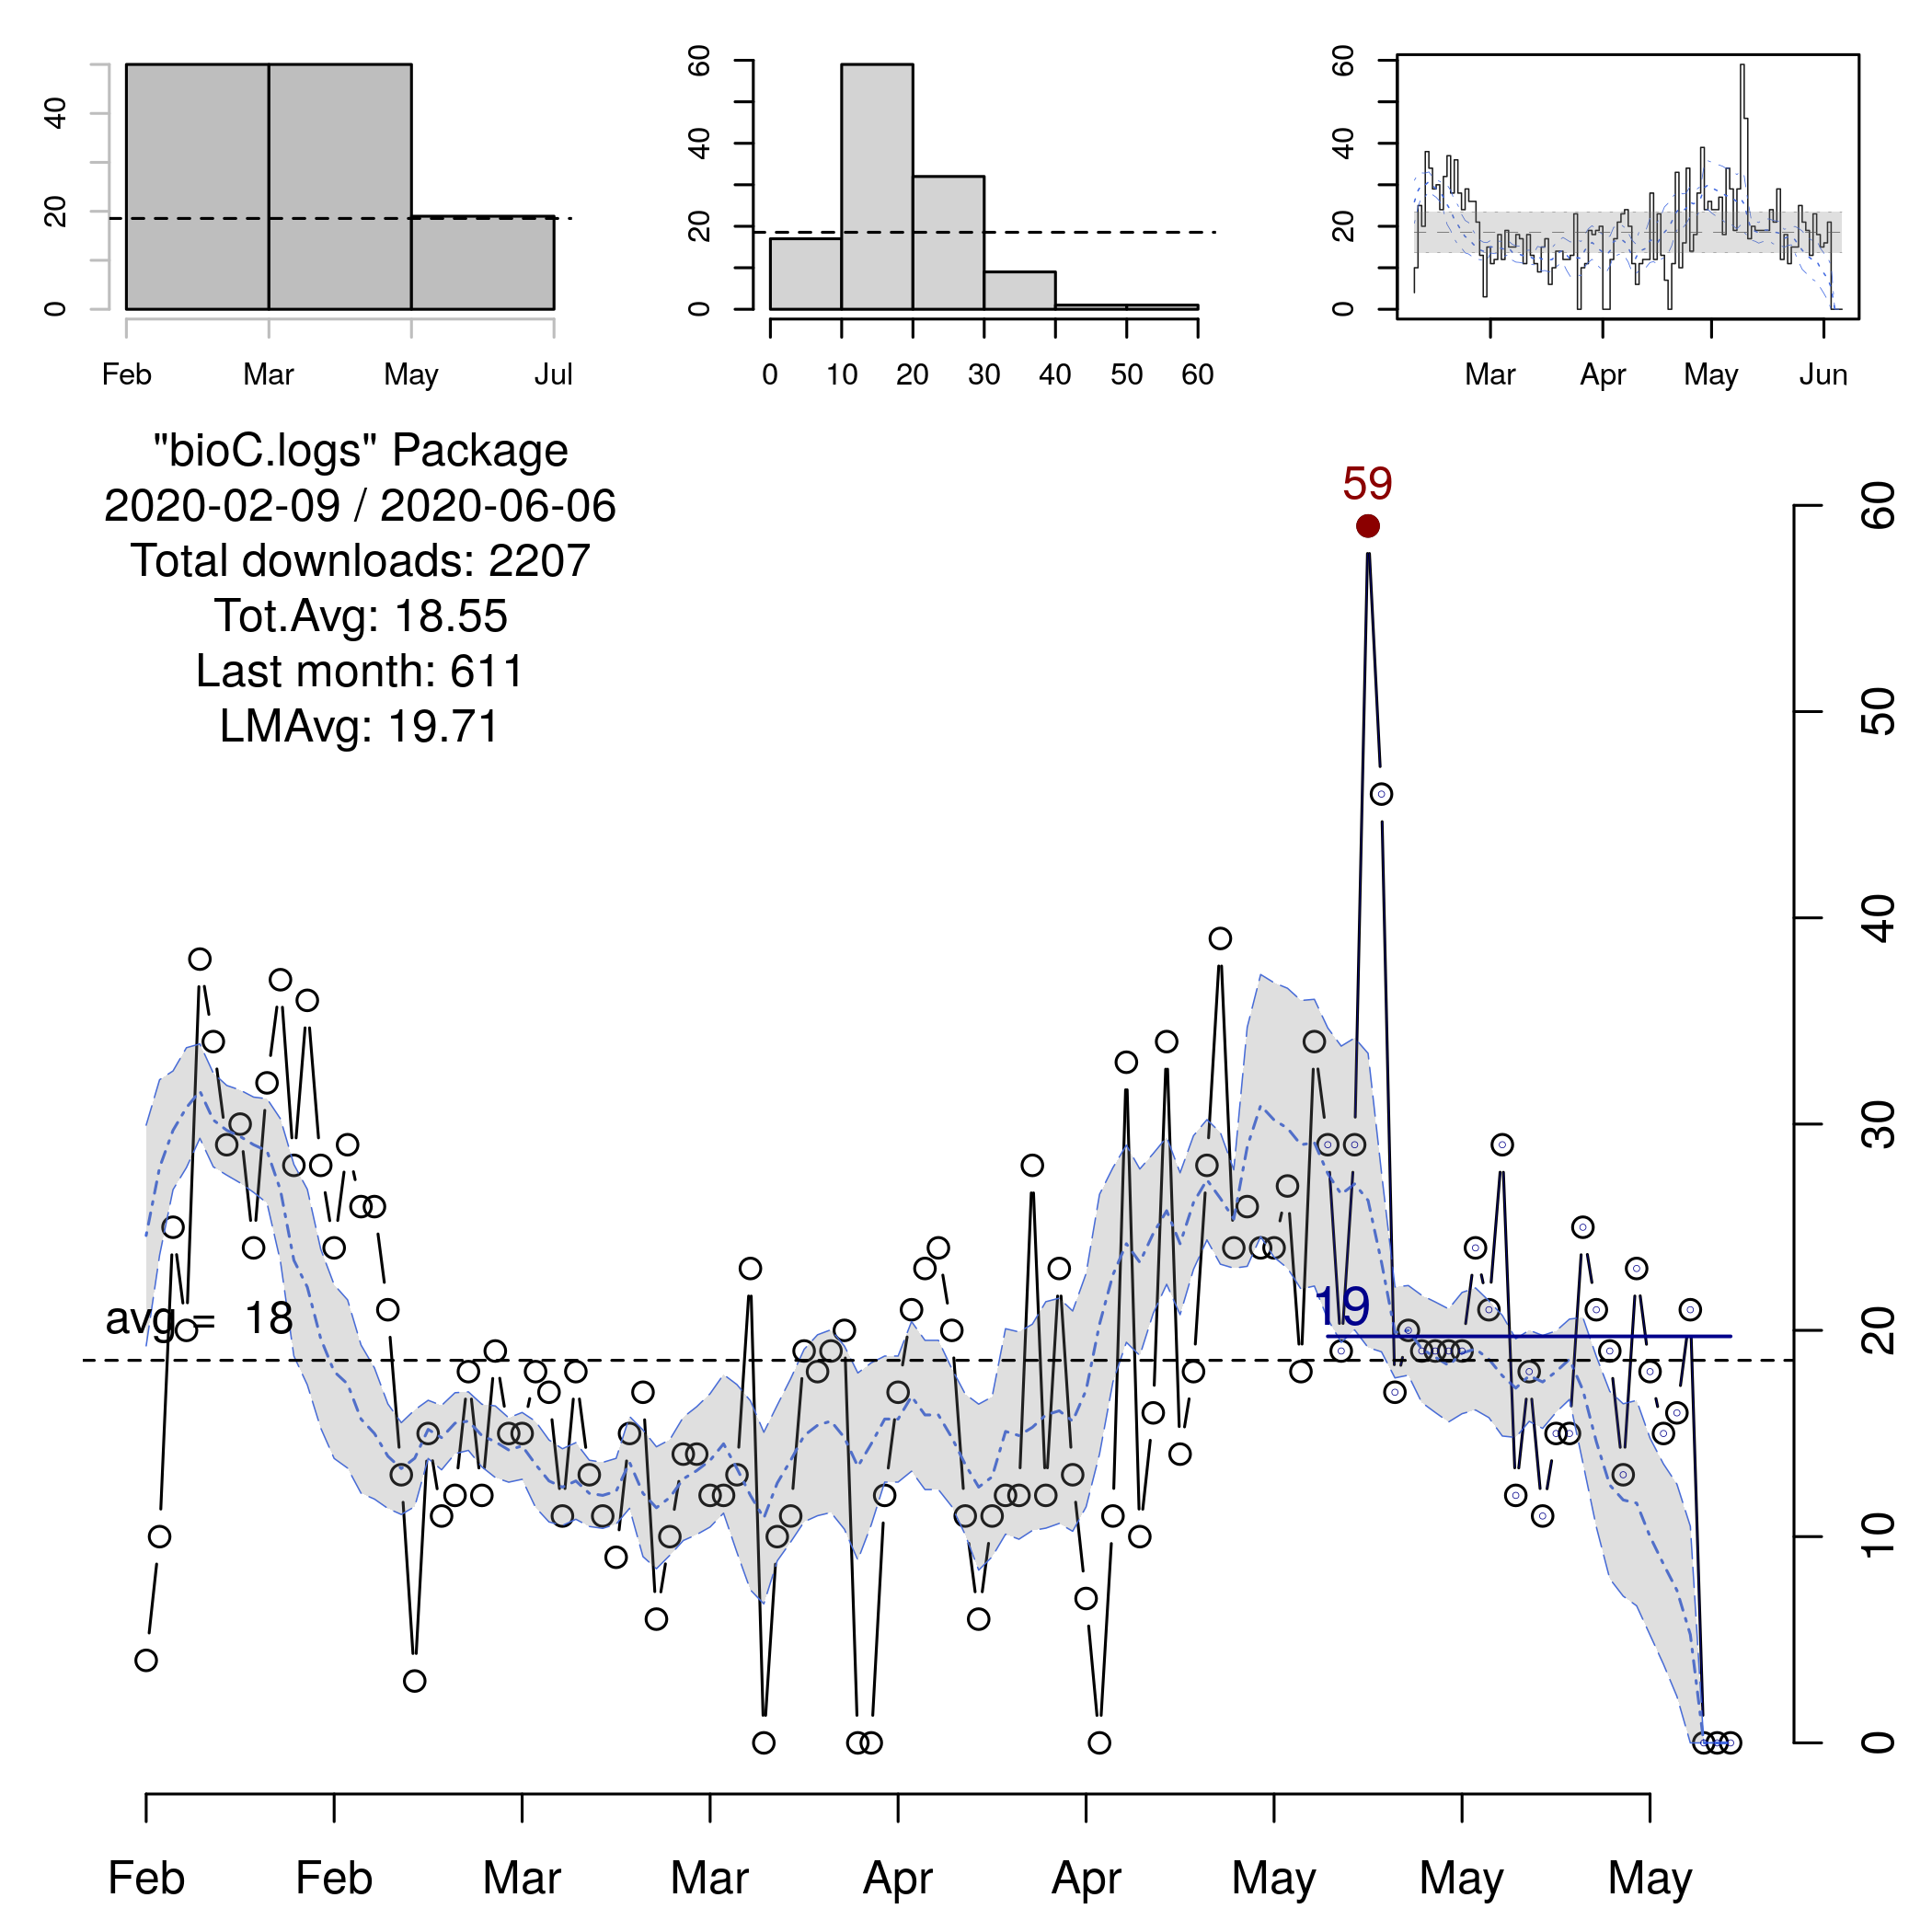 40
20
0
Feb Mar May Jul
60
40
20
0
0 10 20 30 40 50 60
60
40
20
0
Mar Apr May Jun
"bioC.logs" Package
2020-02-09 / 2020-06-06
Total downloads: 2207
Tot.Avg: 18.55
Last month: 611
LMAvg: 19.71
59
avg = 18
19
60
50
40
30
20
10
0
Feb Feb Mar Mar Apr Apr May May May